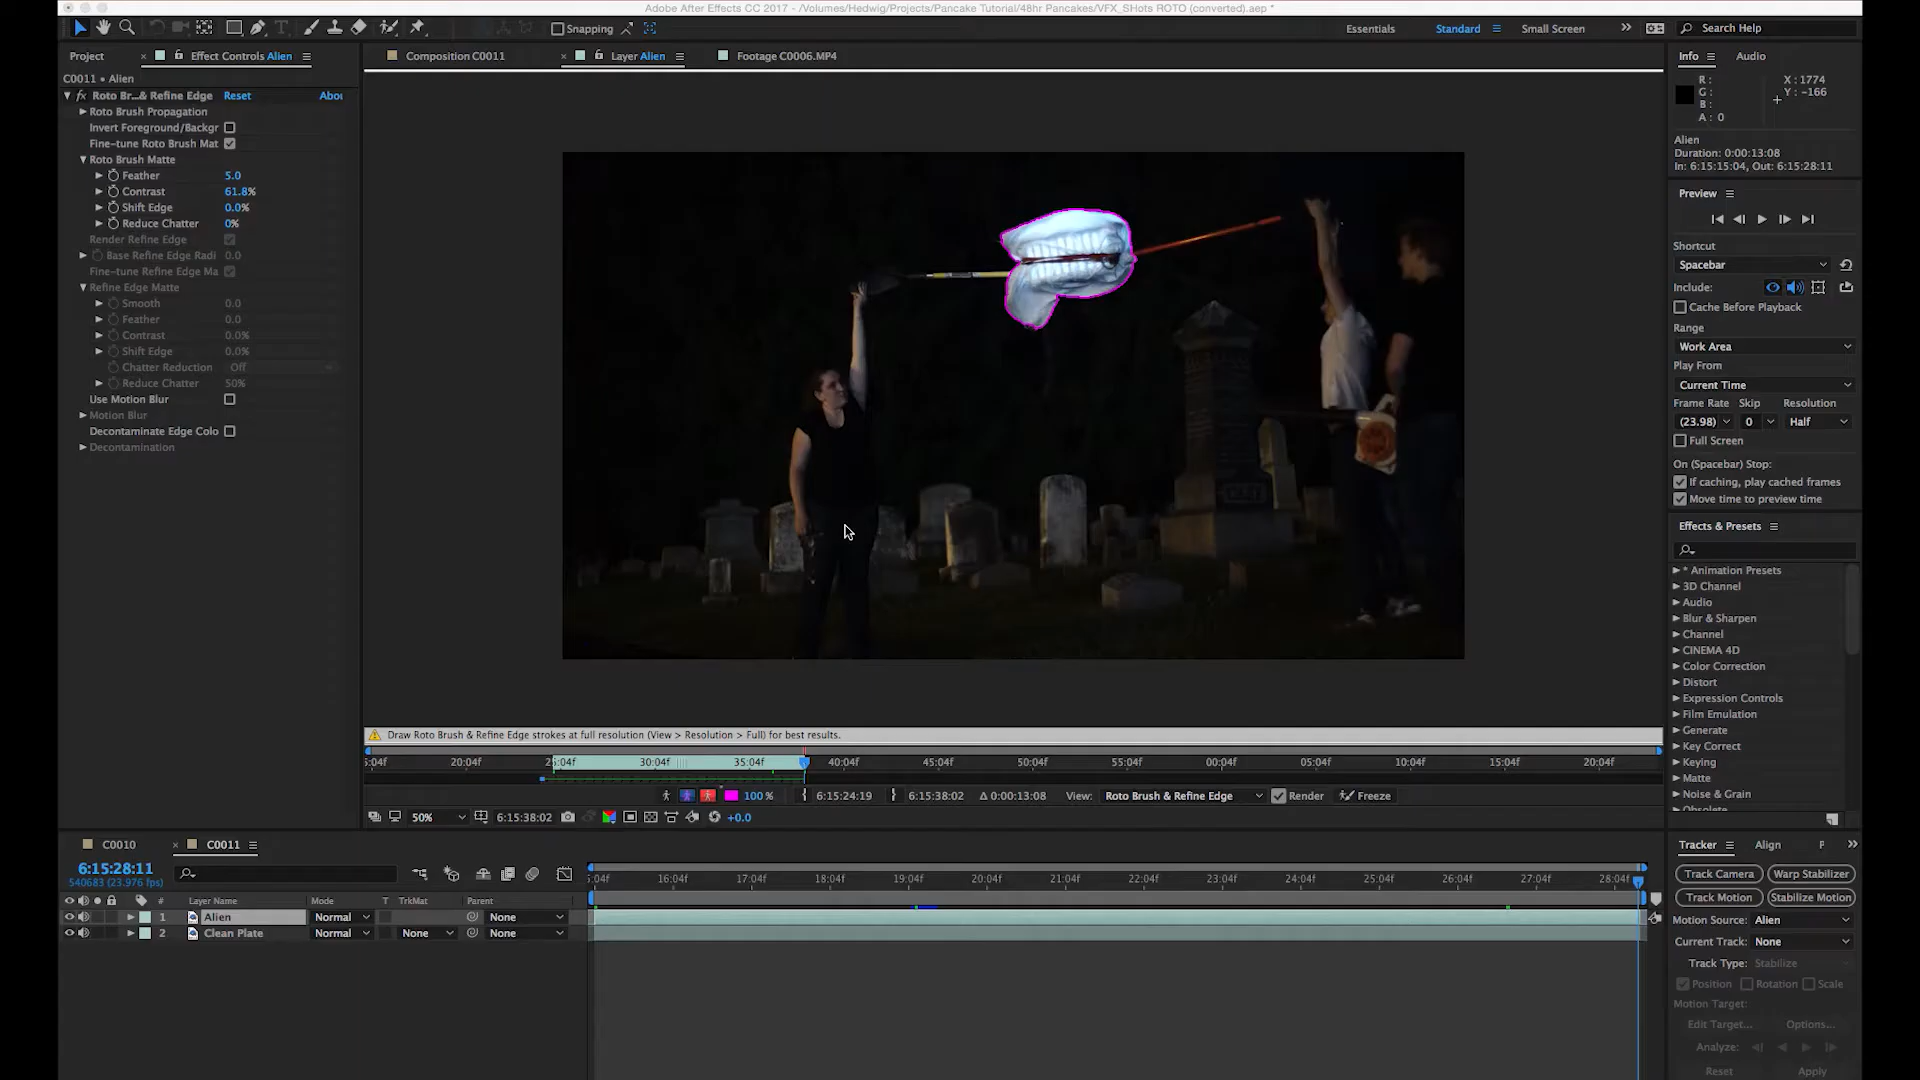 Adobe After Effects CC 2017 - /Volumes/Hedwig/Projects/Pancake Tutorial/48hr Pancakes/VFX_SHots ROTO (converted).aep *
Snapping
Essentials
Standard
Small Screen
Search Help
Project
Effect Controls Alien
Composition C0011
Layer Alien
Footage C0006.MP4
Info
Audio
C0011 • Alien
fx Roto Br...& Refine Edge Reset Abou
Roto Brush Propagation
Invert Foreground/Backgr
Fine-tune Roto Brush Mat
Roto Brush Matte
Feather 5.0
Contrast 61.8%
Shift Edge 0.0%
Reduce Chatter 0%
Render Refine Edge
Base Refine Edge Radi 0.0
Fine-tune Refine Edge Ma
Refine Edge Matte
Smooth 0.0
Feather 0.0
Contrast 0.0%
Shift Edge 0.0%
Chatter Reduction Off
Reduce Chatter 50%
Use Motion Blur
Motion Blur
Decontaminate Edge Colo
Decontamination
R :
G :
B :
A : 0
X : 1774
Y : -166
Alien
Duration: 0:00:13:08
In: 6:15:15:04, Out: 6:15:28:11
Preview
Shortcut
Spacebar
Include:
Cache Before Playback
Range
Work Area
Play From
Current Time
Frame Rate Skip Resolution
(23.98) 0 Half
Full Screen
On (Spacebar) Stop:
If caching, play cached frames
Move time to preview time
Effects & Presets
* Animation Presets
3D Channel
Audio
Blur & Sharpen
Channel
CINEMA 4D
Color Correction
Distort
Expression Controls
Film Emulation
Generate
Key Correct
Keying
Matte
Noise & Grain
Obsolete
Draw Roto Brush & Refine Edge strokes at full resolution (View > Resolution > Full) for best results.
5:04f 20:04f 25:04f 30:04f 35:04f 40:04f 45:04f 50:04f 55:04f 00:04f 05:04f 10:04f 15:04f 20:04f
100 % 6:15:24:19 6:15:38:02 Δ 0:00:13:08 View: Roto Brush & Refine Edge Render Freeze
50% 6:15:38:02 +0.0
C0010
C0011
6:15:28:11
540683 (23.976 fps)
:04f 16:04f 17:04f 18:04f 19:04f 20:04f 21:04f 22:04f 23:04f 24:04f 25:04f 26:04f 27:04f 28:04f
# Layer Name Mode T TrkMat Parent
1 Alien Normal None
2 Clean Plate Normal None None
Tracker
Align
P
Track Camera Warp Stabilizer
Track Motion Stabilize Motion
Motion Source: Alien
Current Track: None
Track Type: Stabilize
Position Rotation Scale
Motion Target:
Edit Target... Options...
Analyze:
Reset Apply